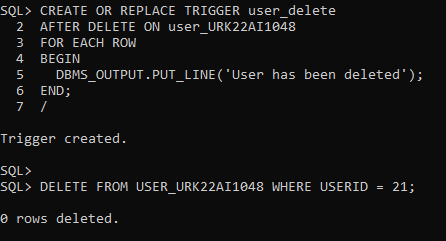 SQL> CREATE OR REPLACE TRIGGER user_delete
  2  AFTER DELETE ON user_URK22AI1048
  3  FOR EACH ROW
  4  BEGIN
  5    DBMS_OUTPUT.PUT_LINE('User has been deleted');
  6  END;
  7  /
Trigger created.
SQL>
SQL> DELETE FROM USER_URK22AI1048 WHERE USERID = 21;
0 rows deleted.